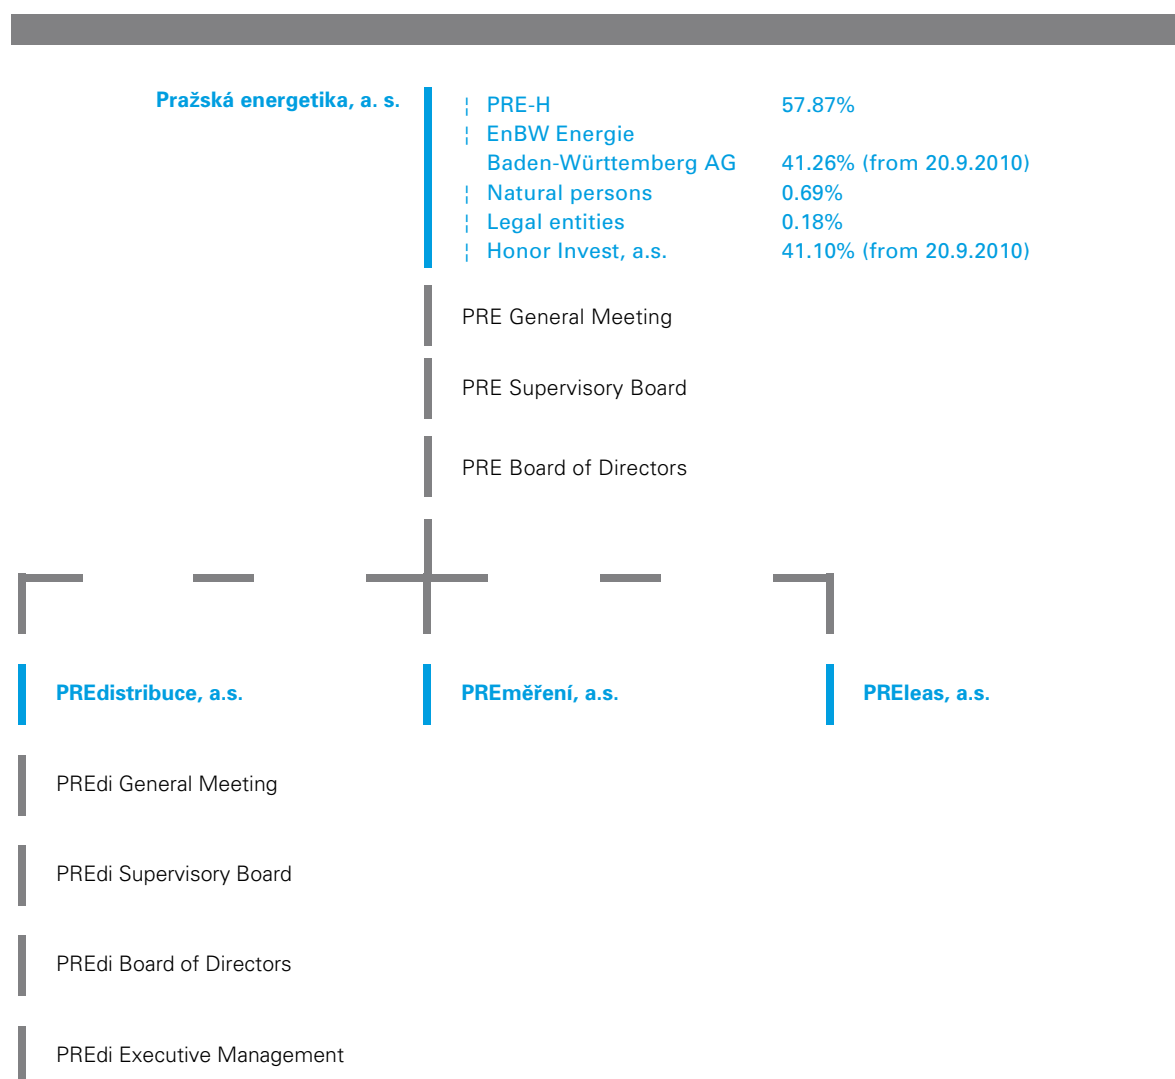 Pražská energetika, a. s.
¦ PRE-H 57.87%
¦ EnBW Energie
Baden-Württemberg AG 41.26% (from 20.9.2010)
¦ Natural persons 0.69%
¦ Legal entities 0.18%
¦ Honor Invest, a.s. 41.10% (from 20.9.2010)
PRE General Meeting
PRE Supervisory Board
PRE Board of Directors
PREdistribuce, a.s.
PREměření, a.s.
PREleas, a.s.
PREdi General Meeting
PREdi Supervisory Board
PREdi Board of Directors
PREdi Executive Management